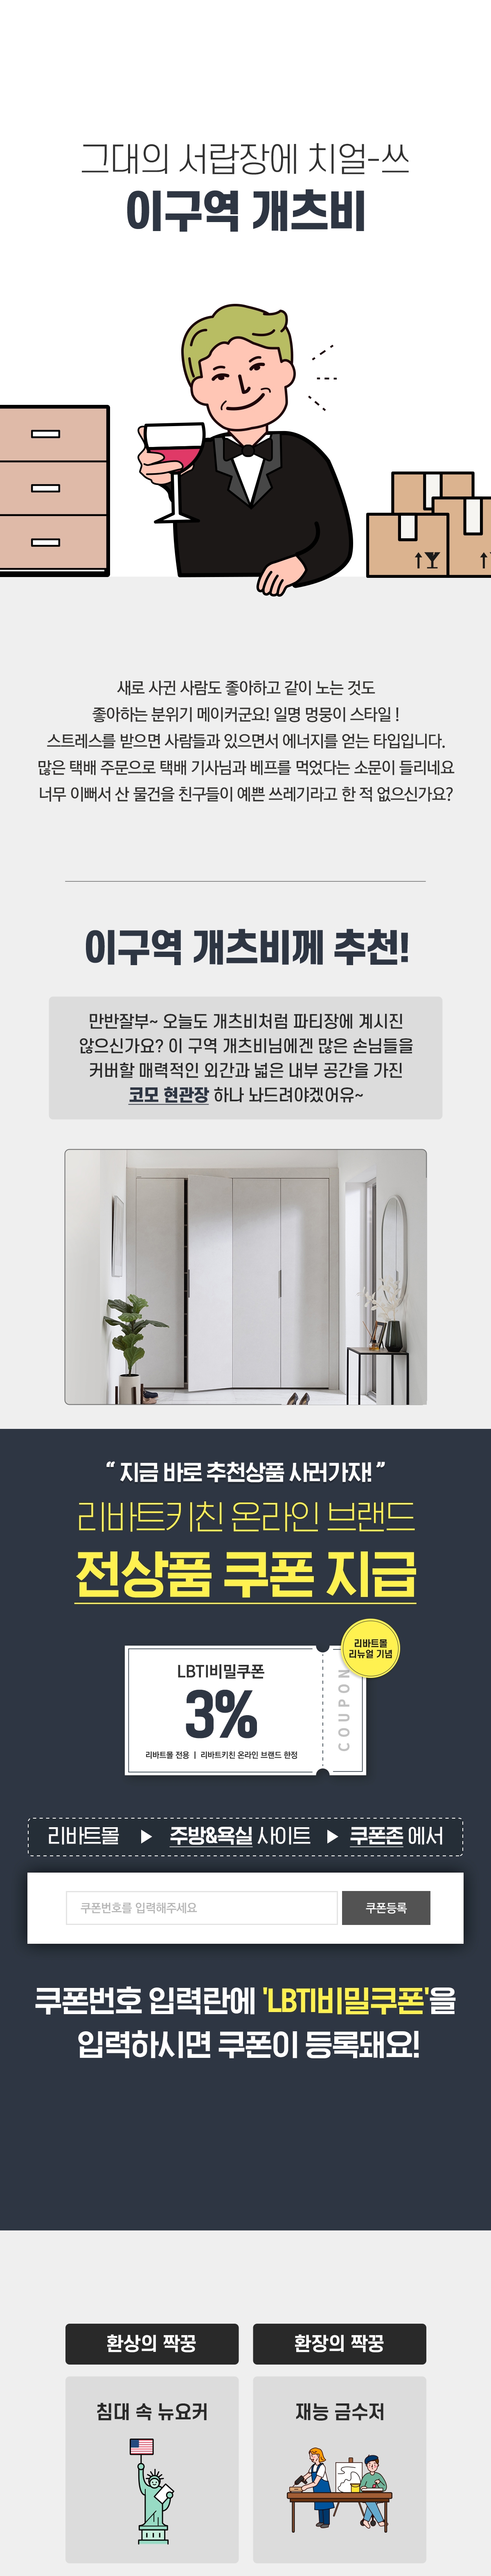 그대의 서랍장에 치얼-쓰
이구역 개츠비
새로 사귄 사람도 좋아하고 같이 노는 것도
좋아하는 분위기 메이커군요! 일명 멍뭉이 스타일 !
스트레스를 받으면 사람들과 있으면서 에너지를 얻는 타입입니다.
많은 택배 주문으로 택배 기사님과 베프를 먹었다는 소문이 들리네요
너무 이뻐서 산 물건을 친구들이 예쁜 쓰레기라고 한 적 없으신가요?
이구역 개츠비께 추천!
만반잘부~ 오늘도 개츠비처럼 파티장에 계시진
않으신가요? 이 구역 개츠비님에겐 많은 손님들을
커버할 매력적인 외간과 넓은 내부 공간을 가진
코모 현관장 하나 놔드려야겠어유~
“ 지금 바로 추천상품 사러가자! ”
리바트키친 온라인 브랜드
전상품 쿠폰 지급
리바트몰
리뉴얼 기념
LBTI비밀쿠폰
3%
리바트몰 전용 | 리바트키친 온라인 브랜드 한정
COUPON
리바트몰 ▶ 주방&욕실 사이트 ▶ 쿠폰존 에서
쿠폰번호를 입력해주세요
쿠폰등록
쿠폰번호 입력란에 'LBTI비밀쿠폰'을
입력하시면 쿠폰이 등록돼요!
환상의 짝꿍
환장의 짝꿍
침대 속 뉴요커
재능 금수저